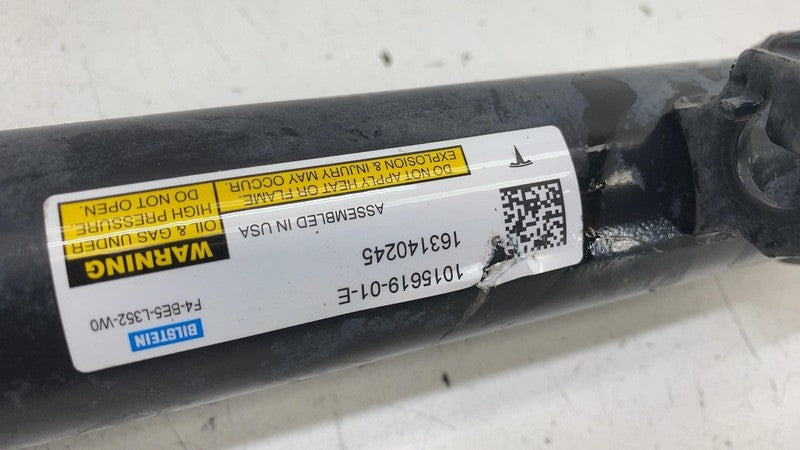 BILSTEIN
F4-BE5-L352-W0
1015619-01-E
163140245
ASSEMBLED IN USA
WARNING
OIL & GAS UNDER
HIGH PRESSURE.
DO NOT OPEN.
DO NOT APPLY HEAT OR FLAME.
EXPLOSION & INJURY MAY OCCUR.